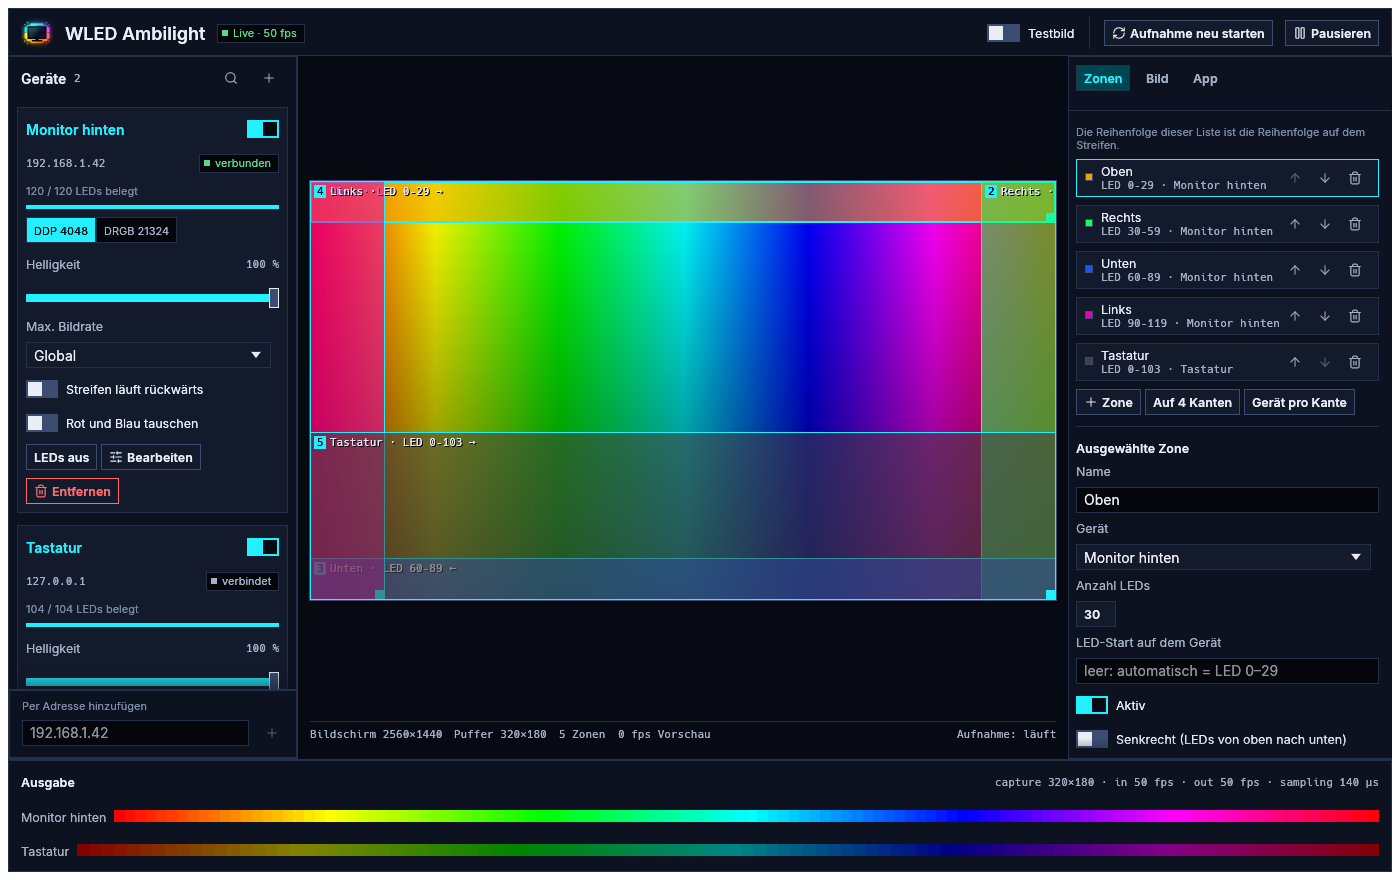 WLED Ambilight
Live · 50 fps
Testbild
Aufnahme neu starten
Pausieren
Geräte 2
Monitor hinten
192.168.1.42
verbunden
120 / 120 LEDs belegt
DDP 4048
DRGB 21324
Helligkeit
100 %
Max. Bildrate
Global
Streifen läuft rückwärts
Rot und Blau tauschen
LEDs aus
Bearbeiten
Entfernen
Tastatur
127.0.0.1
verbindet
104 / 104 LEDs belegt
Helligkeit
100 %
Per Adresse hinzufügen
192.168.1.42
4 Links · LED 0-29 →
2 Rechts ·
5 Tastatur · LED 0-103 →
3 Unten · LED 60-89 ←
Bildschirm 2560×1440 Puffer 320×180 5 Zonen 0 fps Vorschau
Aufnahme: läuft
Zonen
Bild
App
Die Reihenfolge dieser Liste ist die Reihenfolge auf dem
Streifen.
Oben
LED 0-29 · Monitor hinten
Rechts
LED 30-59 · Monitor hinten
Unten
LED 60-89 · Monitor hinten
Links
LED 90-119 · Monitor hinten
Tastatur
LED 0-103 · Tastatur
+ Zone
Auf 4 Kanten
Gerät pro Kante
Ausgewählte Zone
Name
Oben
Gerät
Monitor hinten
Anzahl LEDs
30
LED-Start auf dem Gerät
leer: automatisch = LED 0–29
Aktiv
Senkrecht (LEDs von oben nach unten)
Ausgabe
capture 320×180 · in 50 fps · out 50 fps · sampling 140 µs
Monitor hinten
Tastatur